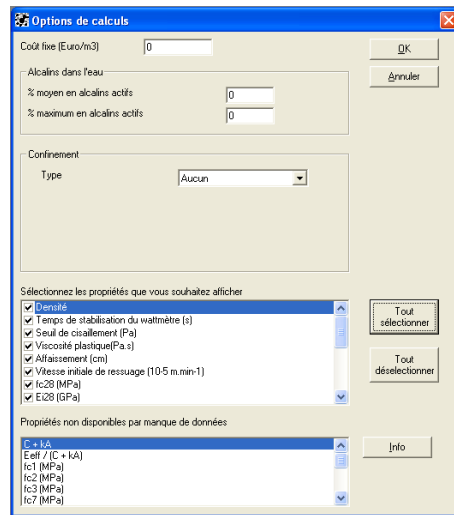 Options de calculs
Coût fixe (Euro/m3) 0 OK
Alcalins dans l'eau Annuler
% moyen en alcalins actifs 0
% maximum en alcalins actifs 0
Confinement
Type Aucun
Sélectionnez les propriétés que vous souhaitez afficher
Densité
Temps de stabilisation du wattmètre (s)
Seuil de cisaillement (Pa)
Viscosité plastique(Pa.s)
Affaissement (cm)
Vitesse initiale de ressuage (10-5 m.min-1)
fc28 (MPa)
Ei28 (GPa)
Tout
sélectionner
Tout
déselectionner
Propriétés non disponibles par manque de données
C + kA
Eeff / (C + kA)
fc1 (MPa)
fc2 (MPa)
fc3 (MPa)
fc7 (MPa)
Info